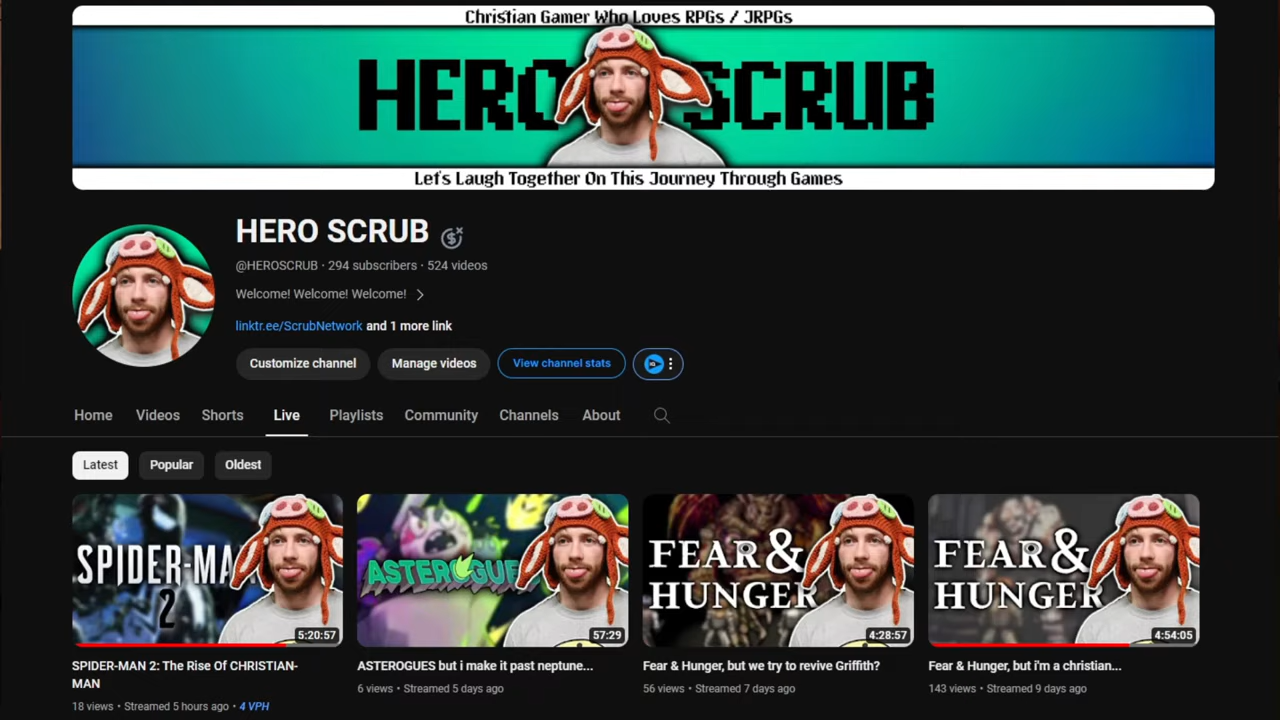 Christian Gamer Who Loves RPGs / JRPGs
HERO SCRUB
Let's Laugh Together On This Journey Through Games
HERO SCRUB
@HEROSCRUB · 294 subscribers · 524 videos
Welcome! Welcome! Welcome!
linktr.ee/ScrubNetwork and 1 more link
Customize channel Manage videos View channel stats
Home Videos Shorts Live Playlists Community Channels About
Latest Popular Oldest
SPIDER-MA
2
ASTEROGUE
FEAR &
HUNGER
FEAR &
HUNGER
5:20:57 57:29 4:28:57 4:54:05
SPIDER-MAN 2: The Rise Of CHRISTIAN-
MAN
18 views • Streamed 5 hours ago • 4 VPH
ASTEROGUES but i make it past neptune...
6 views • Streamed 5 days ago
Fear & Hunger, but we try to revive Griffith?
56 views • Streamed 7 days ago
Fear & Hunger, but i'm a christian...
143 views • Streamed 9 days ago